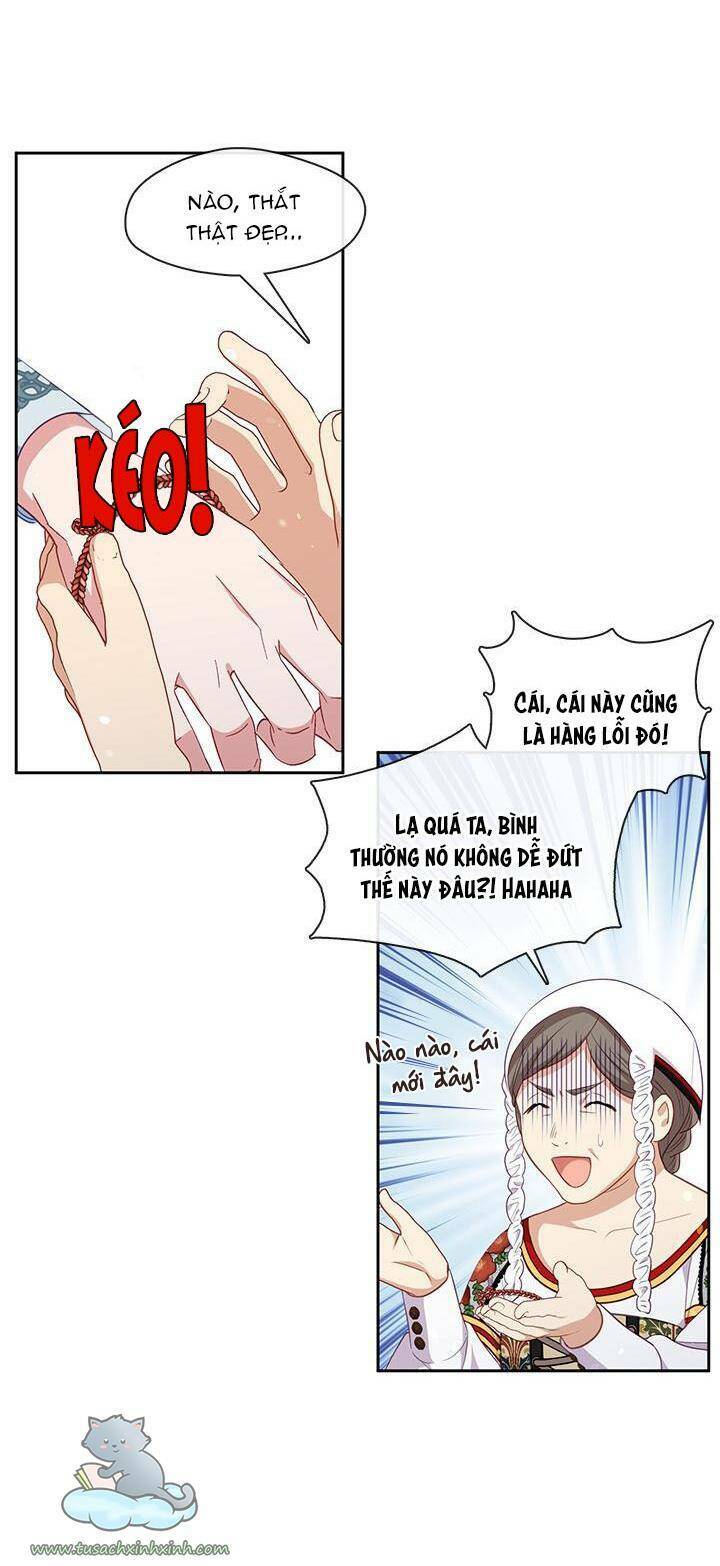 NÀO, THẮT
THẬT ĐẸP...
KÉO!
CÁI, CÁI NÀY CŨNG
LÀ HÀNG LỖI ĐÓ!
LẠ QUÁ TA, BÌNH
THƯỜNG NÓ KHÔNG DỄ ĐỨT
THẾ NÀY ĐÂU?! HAHAHA
Nào nào, cái
mới đây!
www.tusachxinhxinh.com